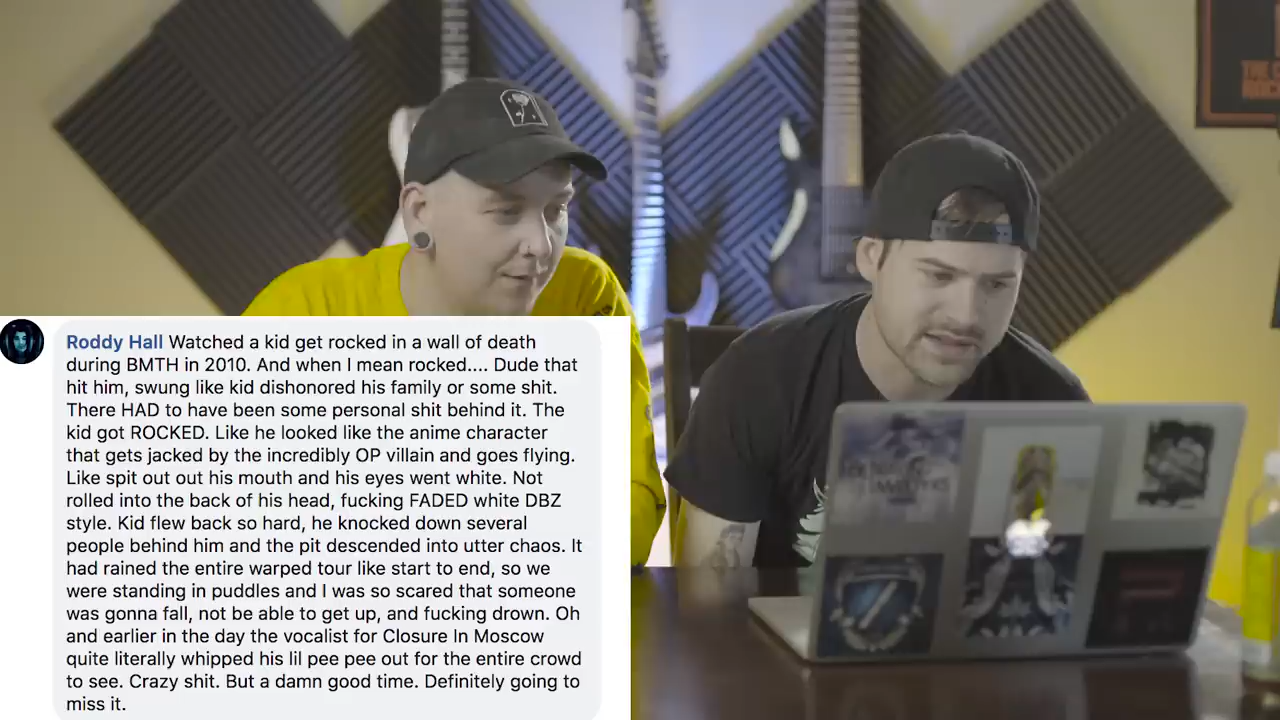 Roddy Hall Watched a kid get rocked in a wall of death
during BMTH in 2010. And when I mean rocked.... Dude that
hit him, swung like kid dishonored his family or some shit.
There HAD to have been some personal shit behind it. The
kid got ROCKED. Like he looked like the anime character
that gets jacked by the incredibly OP villain and goes flying.
Like spit out out his mouth and his eyes went white. Not
rolled into the back of his head, fucking FADED white DBZ
style. Kid flew back so hard, he knocked down several
people behind him and the pit descended into utter chaos. It
had rained the entire warped tour like start to end, so we
were standing in puddles and I was so scared that someone
was gonna fall, not be able to get up, and fucking drown. Oh
and earlier in the day the vocalist for Closure In Moscow
quite literally whipped his lil pee pee out for the entire crowd
to see. Crazy shit. But a damn good time. Definitely going to
miss it.